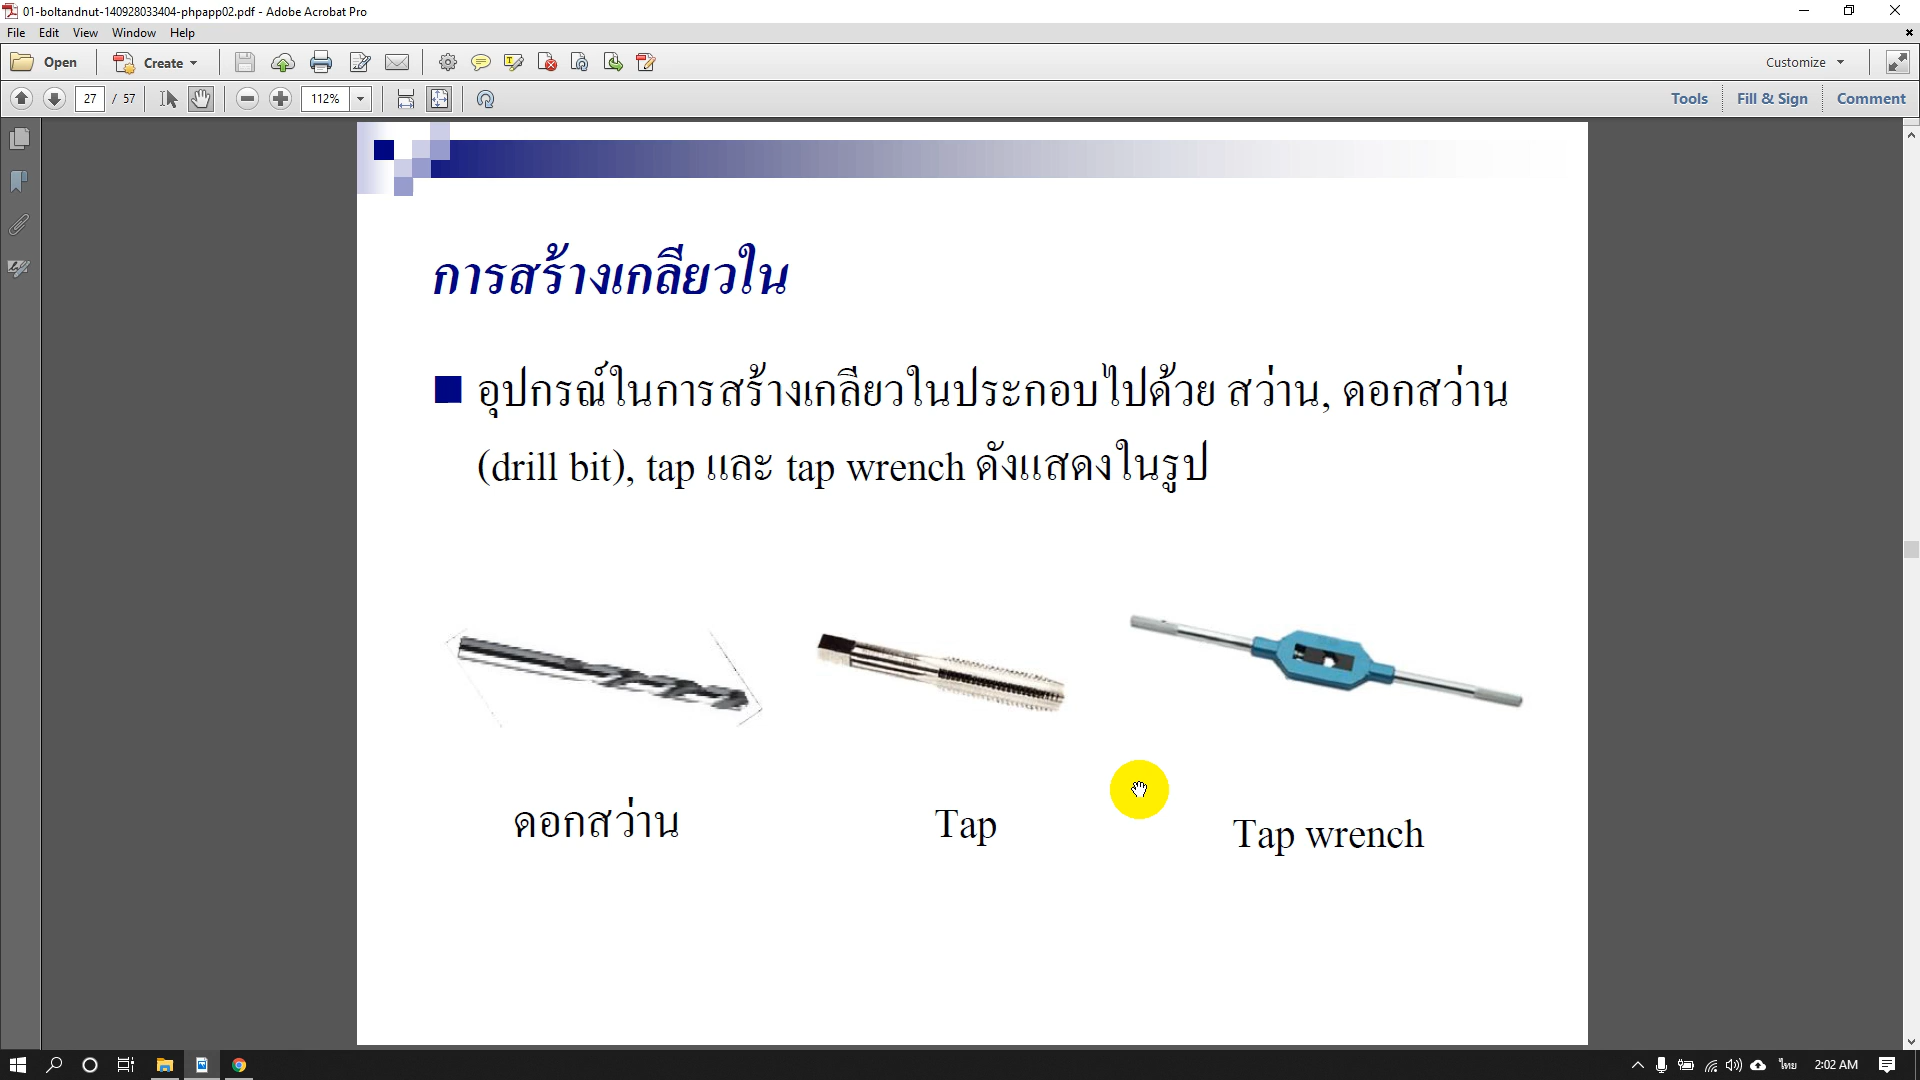 01-boltandnut-140928033404-phpapp02.pdf - Adobe Acrobat Pro
File Edit View Window Help
Open Create Customize
27 / 57 112% Tools Fill & Sign Comment
การสร้างเกลียวใน
อุปกรณ์ในการสร้างเกลียวในประกอบไปด้วย สว่าน, ดอกสว่าน
(drill bit), tap และ tap wrench ดังแสดงในรูป
ดอกสว่าน Tap Tap wrench
ไทย 2:02 AM